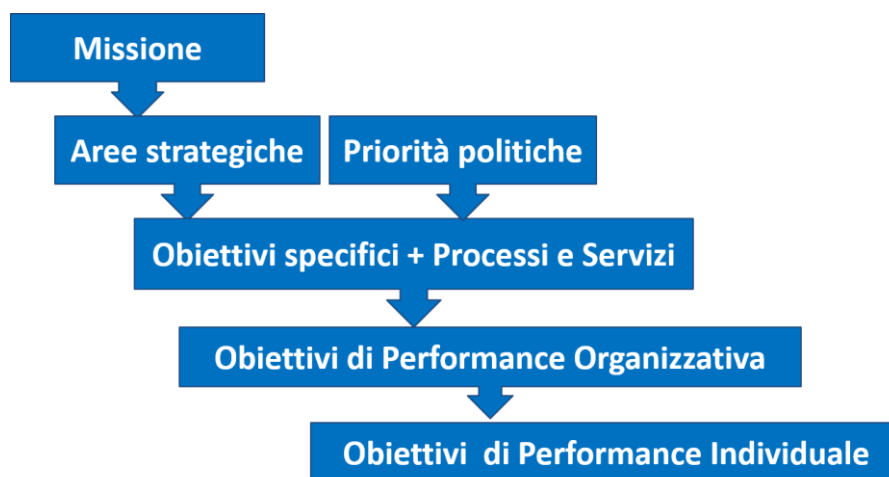 Missione
Aree strategiche
Priorità politiche
Obiettivi specifici + Processi e Servizi
Obiettivi di Performance Organizzativa
Obiettivi di Performance Individuale